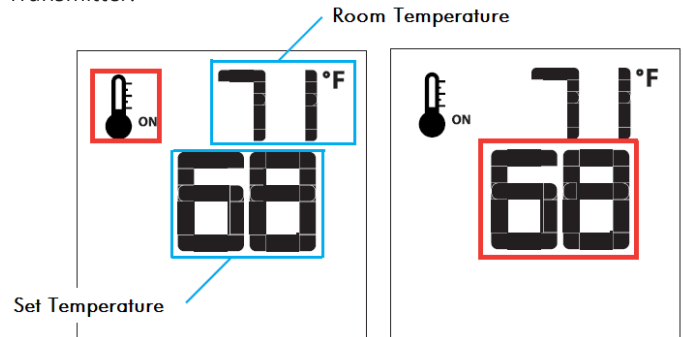 Transmitter.
Room Temperature
71 °F
ON
68
71 °F
ON
68
Set Temperature